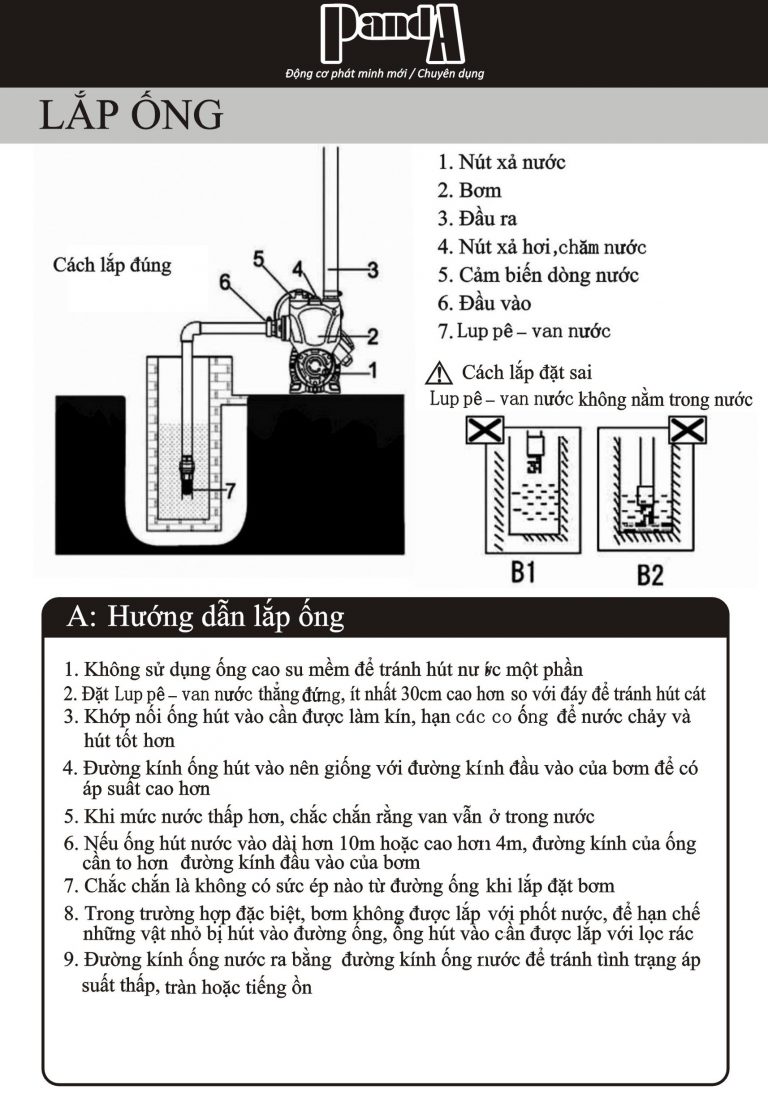 PandA
Động cơ phát minh mới / Chuyên dụng
LẮP ỐNG
Cách lắp đúng
5
4
3
6
2
1
7
1. Nút xả nước
2. Bơm
3. Đầu ra
4. Nút xả hơi,chăm nước
5. Cảm biến dòng nước
6. Đầu vào
7. Lup pê – van nước
Cách lắp đặt sai
Lup pê – van nước không nằm trong nước
B1
B2
A: Hướng dẫn lắp ống
1. Không sử dụng ống cao su mềm để tránh hút nước một phần
2. Đặt Lup pê – van nước thẳng đứng, ít nhất 30cm cao hơn so với đáy để tránh hút cát
3. Khớp nối ống hút vào cần được làm kín, hạn các co ống để nước chảy và
hút tốt hơn
4. Đường kính ống hút vào nên giống với đường kính đầu vào của bơm để có
áp suất cao hơn
5. Khi mức nước thấp hơn, chắc chắn rằng van vẫn ở trong nước
6. Nếu ống hút nước vào dài hơn 10m hoặc cao hơn 4m, đường kính của ống
cần to hơn đường kính đầu vào của bơm
7. Chắc chắn là không có sức ép nào từ đường ống khi lắp đặt bơm
8. Trong trường hợp đặc biệt, bơm không được lắp với phốt nước, để hạn chế
những vật nhỏ bị hút vào đường ống, ống hút vào cần được lắp với lọc rác
9. Đường kính ống nước ra bằng đường kính ống nước để tránh tình trạng áp
suất thấp, tràn hoặc tiếng ồn